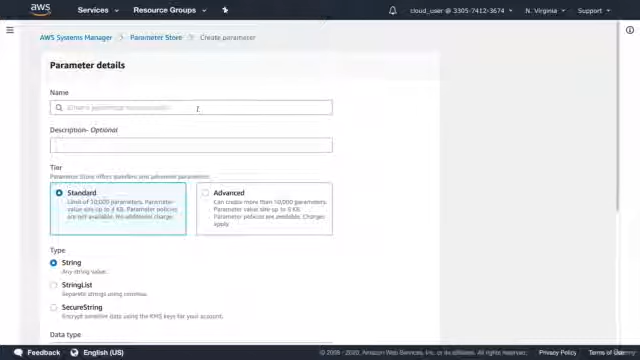 aws Services Resource Groups cloud_user @ 3305-7412-3674 N. Virginia Support
AWS Systems Manager Parameter Store Create parameter
Parameter details
Name
Description- Optional
Tier
Parameter Store offers standard and advanced parameters.
Standard
Limit of 10,000 parameters. Parameter
value size up to 4 KB. Parameter policies
are not available. No additional charge.
Advanced
Can create more than 10,000 parameters.
Parameter value size up to 8 KB.
Parameter policies are available. Charges
apply.
Type
String
Any string value.
StringList
Separate strings using commas.
SecureString
Encrypt sensitive data using the KMS keys for your account.
Data type
Feedback English (US) © 2008 - 2020, Amazon Web Services, Inc. or its affiliates. All rights reserved. Privacy Policy Terms of Use